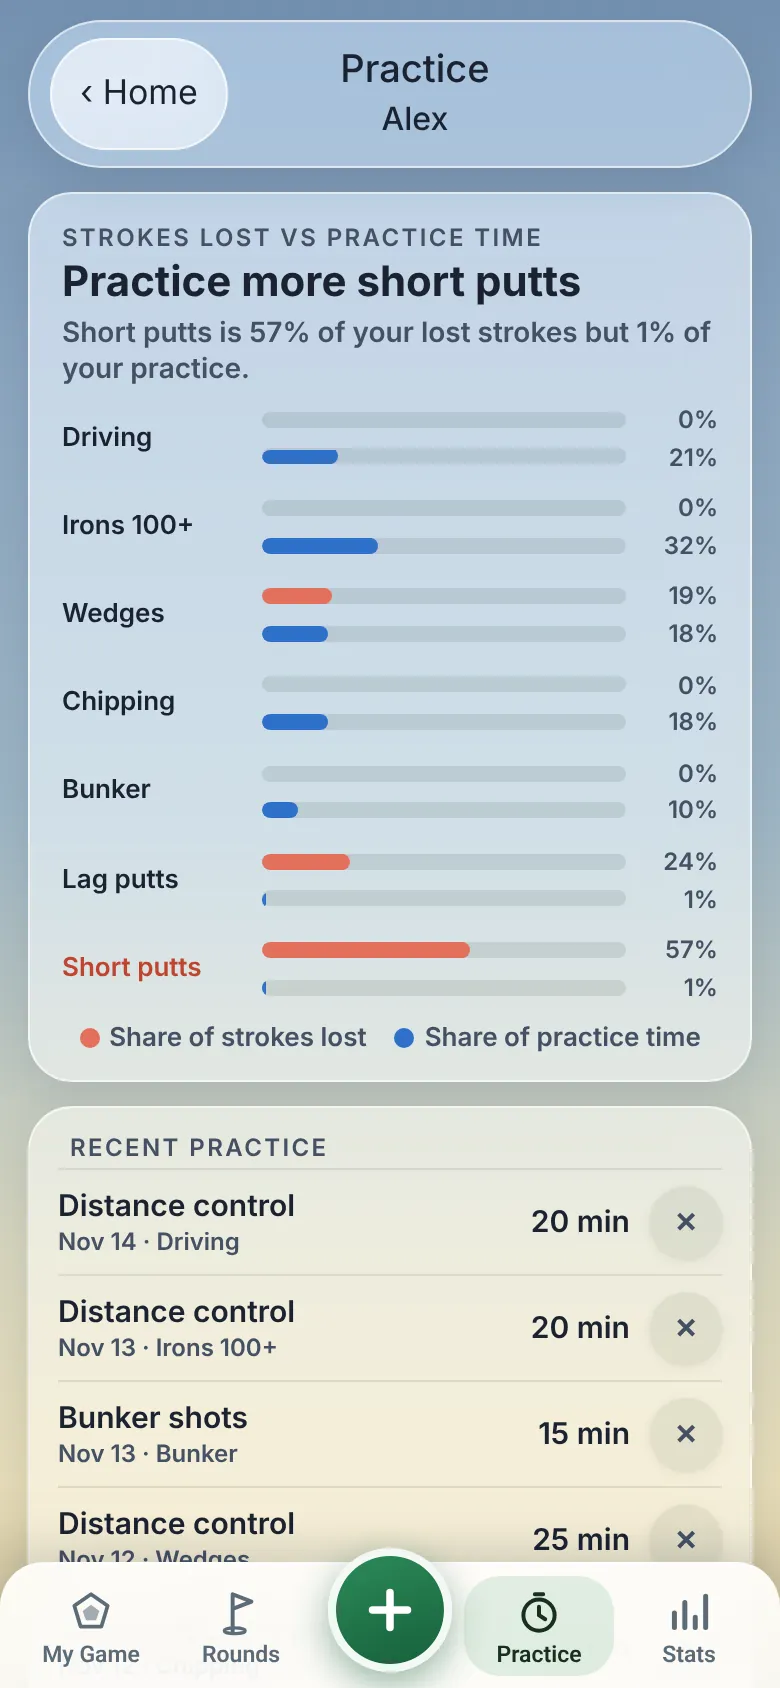 ‹ Home
Practice
Alex
STROKES LOST VS PRACTICE TIME
Practice more short putts
Short putts is 57% of your lost strokes but 1% of
your practice.
Driving
0%
21%
Irons 100+
0%
32%
Wedges
19%
18%
Chipping
0%
18%
Bunker
0%
10%
Lag putts
24%
1%
Short putts
57%
1%
Share of strokes lost
Share of practice time
RECENT PRACTICE
Distance control
20 min
×
Nov 14 · Driving
Distance control
20 min
×
Nov 13 · Irons 100+
Bunker shots
15 min
×
Nov 13 · Bunker
Distance control
25 min
×
Nov 12 · Wedges
+
My Game
Rounds
Practice
Stats